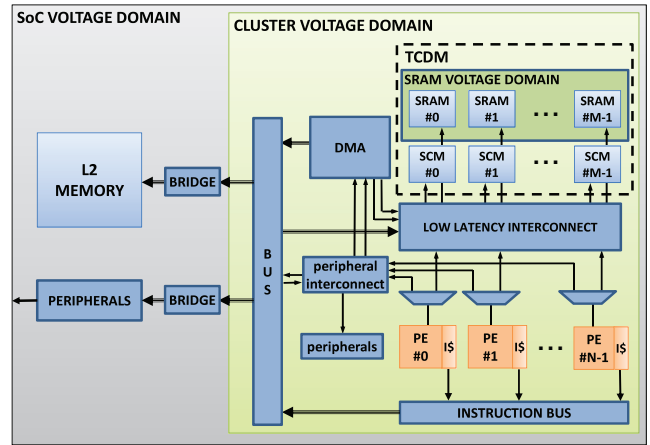 SoC VOLTAGE DOMAIN
CLUSTER VOLTAGE DOMAIN
TCDM
SRAM VOLTAGE DOMAIN
SRAM
#0
SRAM
#1
...
SRAM
#M-1
SCM
#0
SCM
#1
...
SCM
#M-1
DMA
L2
MEMORY
BRIDGE
B
U
S
LOW LATENCY INTERCONNECT
peripheral
interconnect
PERIPHERALS
BRIDGE
peripherals
PE
#0
I$
PE
#1
I$
...
PE
#N-1
I$
INSTRUCTION BUS